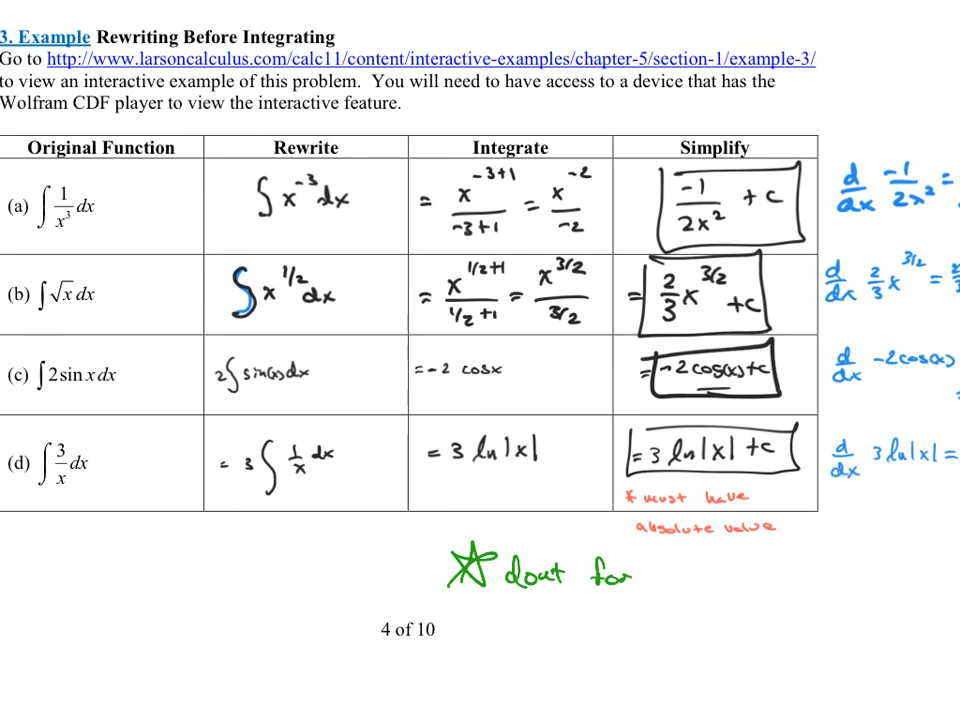 3. Example Rewriting Before Integrating
Go to http://www.larsoncalculus.com/calc11/content/interactive-examples/chapter-5/section-1/example-3/
to view an interactive example of this problem. You will need to have access to a device that has the
Wolfram CDF player to view the interactive feature.
Original Function Rewrite Integrate Simplify
(a) ∫ 1/x³ dx ∫ x⁻³ dx = x^(-3+1)/(-3+1) = x⁻²/-2 -1/2x² + C d/dx -1/2x² =
(b) ∫ √x dx ∫ x^(1/2) dx = x^(1/2+1)/(1/2+1) = x^(3/2)/(3/2) = 2/3 x^(3/2) + C d/dx 2/3 x^(3/2) =
(c) ∫ 2 sin x dx 2∫ sin(x) dx = -2 cosx = -2 cos(x) + C d/dx -2cos(x) =
(d) ∫ 3/x dx = 3 ∫ 1/x dx = 3 ln|x| = 3 ln|x| + C d/dx 3 ln|x| =
* must have
absolute value
☆ dont for
4 of 10